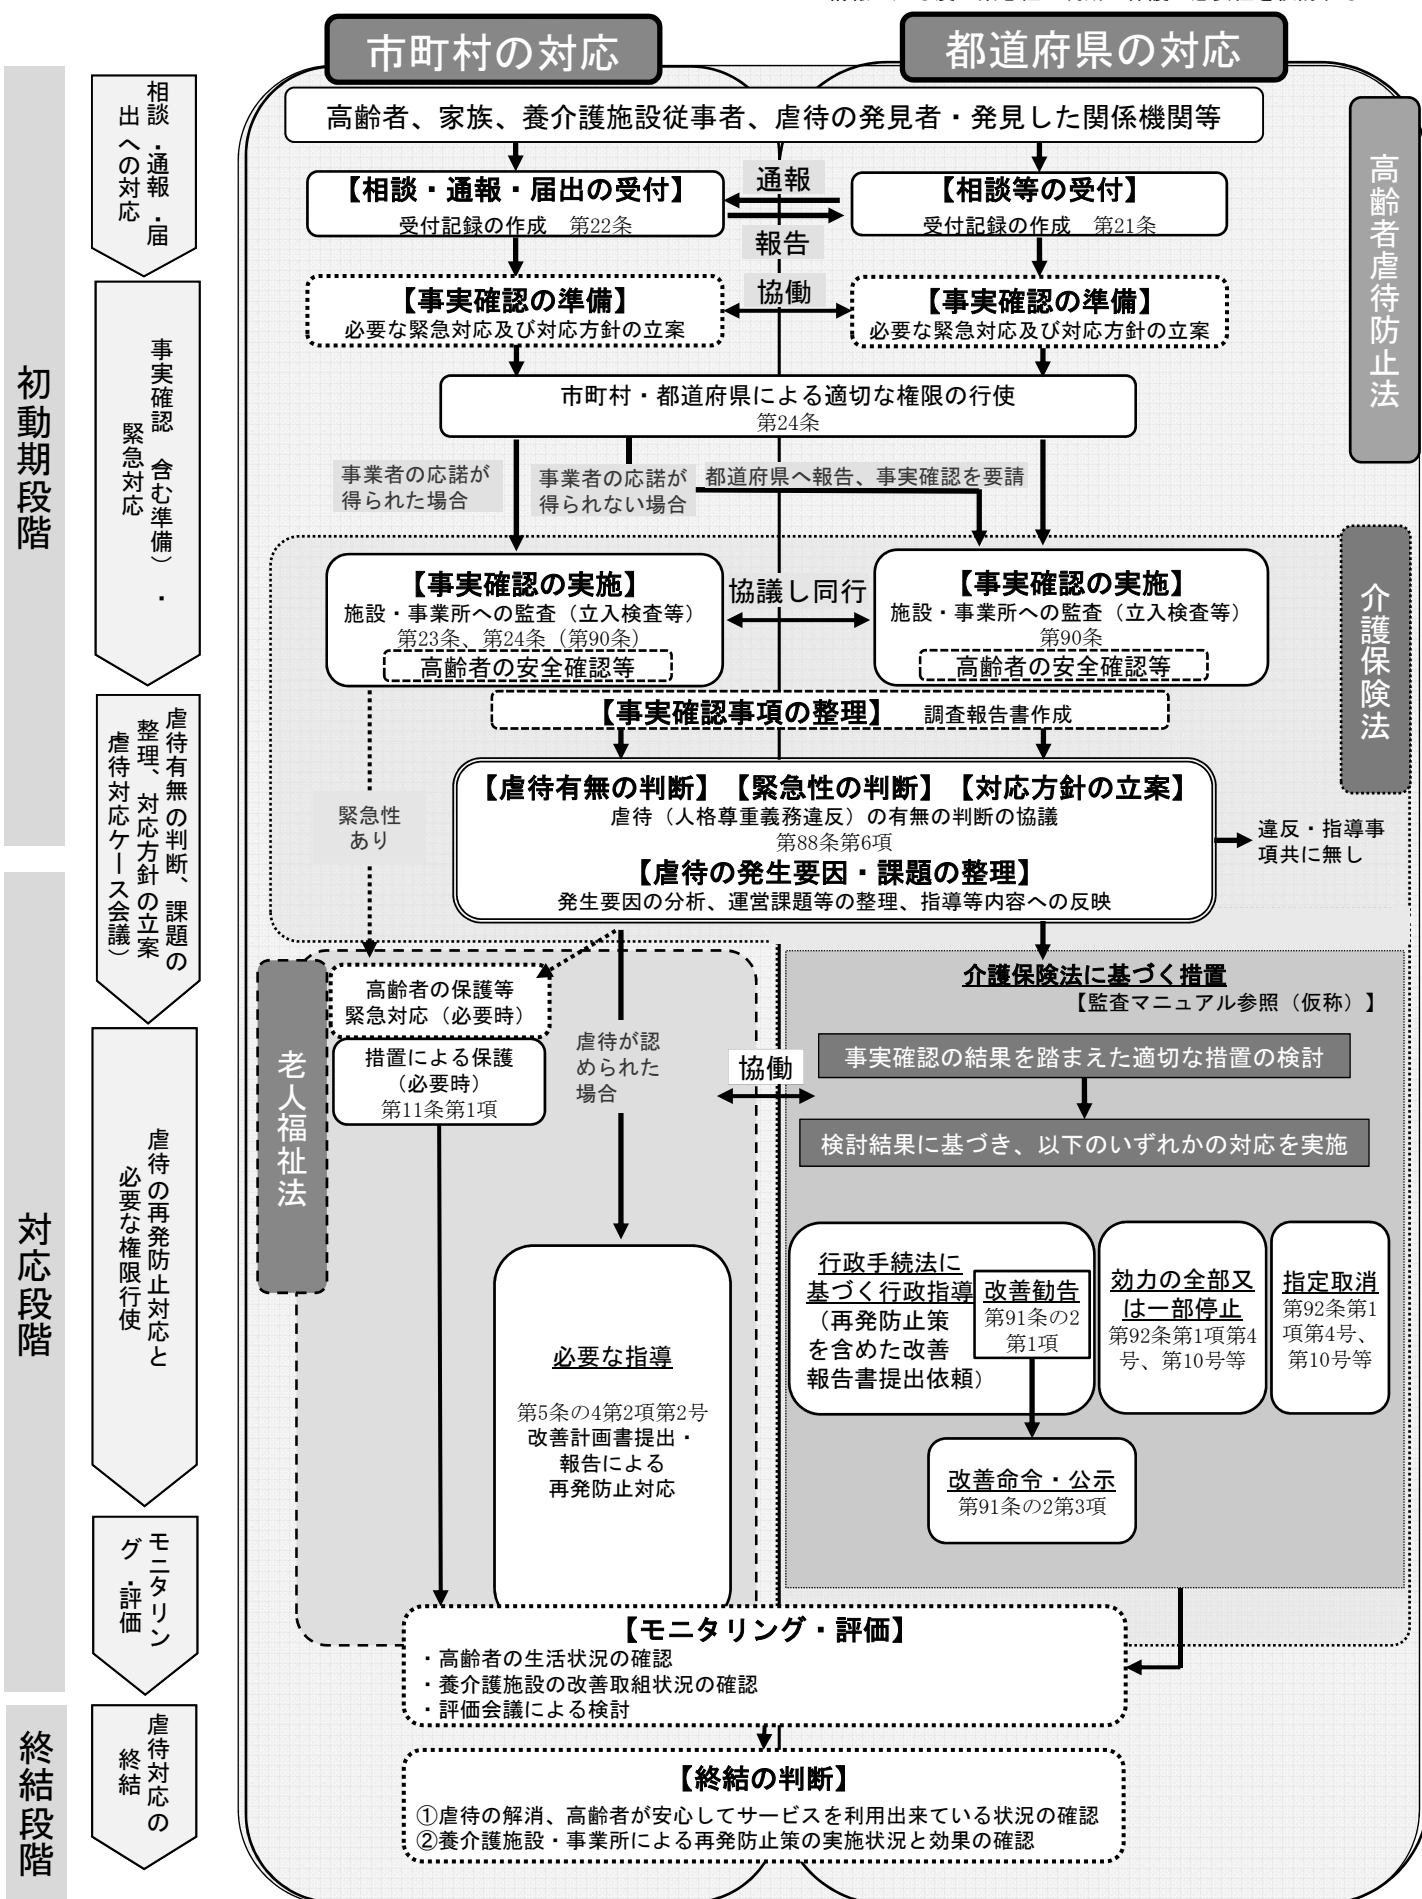 市町村の対応
都道府県の対応
高齢者、家族、養介護施設従事者、虐待の発見者・発見した関係機関等
【相談・通報・届出の受付】
受付記録の作成　第22条
通報
報告
【相談等の受付】
受付記録の作成　第21条
【事実確認の準備】
必要な緊急対応及び対応方針の立案
協働
【事実確認の準備】
必要な緊急対応及び対応方針の立案
市町村・都道府県による適切な権限の行使
第24条
事業者の応諾が
得られた場合
事業者の応諾が
得られない場合
都道府県へ報告、事実確認を要請
【事実確認の実施】
施設・事業所への監査（立入検査等）
第23条、第24条（第90条）
高齢者の安全確認等
協議し同行
【事実確認の実施】
施設・事業所への監査（立入検査等）
第90条
高齢者の安全確認等
【事実確認事項の整理】　調査報告書作成
【虐待有無の判断】【緊急性の判断】【対応方針の立案】
虐待（人格尊重義務違反）の有無の判断の協議
第88条第6項
【虐待の発生要因・課題の整理】
発生要因の分析、運営課題等の整理、指導等内容への反映
違反・指導事
項共に無し
緊急性
あり
高齢者の保護等
緊急対応（必要時）
措置による保護
（必要時）
第11条第1項
虐待が認
められた
場合
協働
介護保険法に基づく措置
【監査マニュアル参照（仮称）】
事実確認の結果を踏まえた適切な措置の検討
検討結果に基づき、以下のいずれかの対応を実施
必要な指導
第5条の4第2項第2号
改善計画書提出・
報告による
再発防止対応
行政手続法に
基づく行政指導
（再発防止策
を含めた改善
報告書提出依頼）
改善勧告
第91条の2
第1項
効力の全部又
は一部停止
第92条第1項第4
号、第10号等
指定取消
第92条第1
項第4号、
第10号等
改善命令・公示
第91条の2第3項
【モニタリング・評価】
・高齢者の生活状況の確認
・養介護施設の改善取組状況の確認
・評価会議による検討
【終結の判断】
①虐待の解消、高齢者が安心してサービスを利用出来ている状況の確認
②養介護施設・事業所による再発防止策の実施状況と効果の確認
高齢者虐待防止法
介護保険法
老人福祉法
初動期段階
対応段階
終結段階
相談・通報・届
出への対応
事実確認　含む準備）・
緊急対応
虐待有無の判断、課題の
整理、対応方針の立案
虐待対応ケース会議）
虐待の再発防止対応と
必要な権限行使
モニタリン
グ・評価
虐待対応の
終結